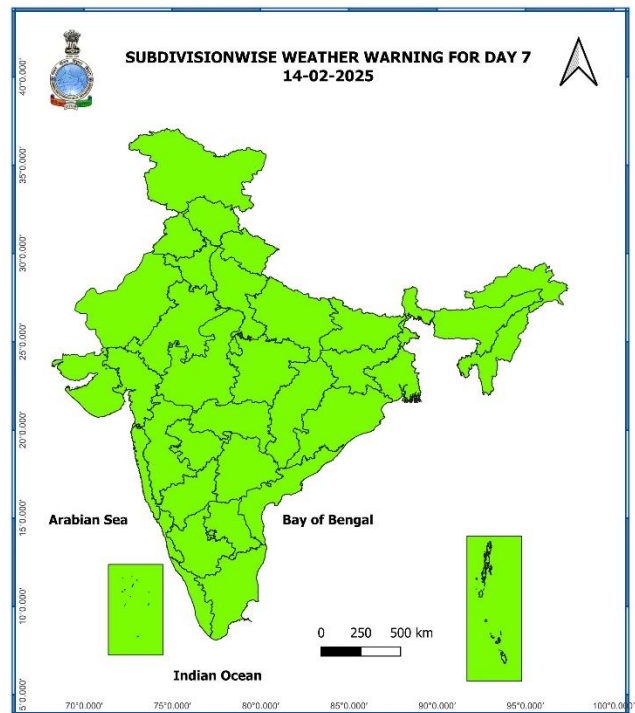 SUBDIVISIONWISE WEATHER WARNING FOR DAY 7
14-02-2025
40°0.000'
35°0.000'
30°0.000'
25°0.000'
20°0.000'
15°0.000'
10°0.000'
5°0.000'
Arabian Sea
Bay of Bengal
0 250 500 km
Indian Ocean
70°0.000' 75°0.000' 80°0.000' 85°0.000' 90°0.000' 95°0.000' 100°0.000'